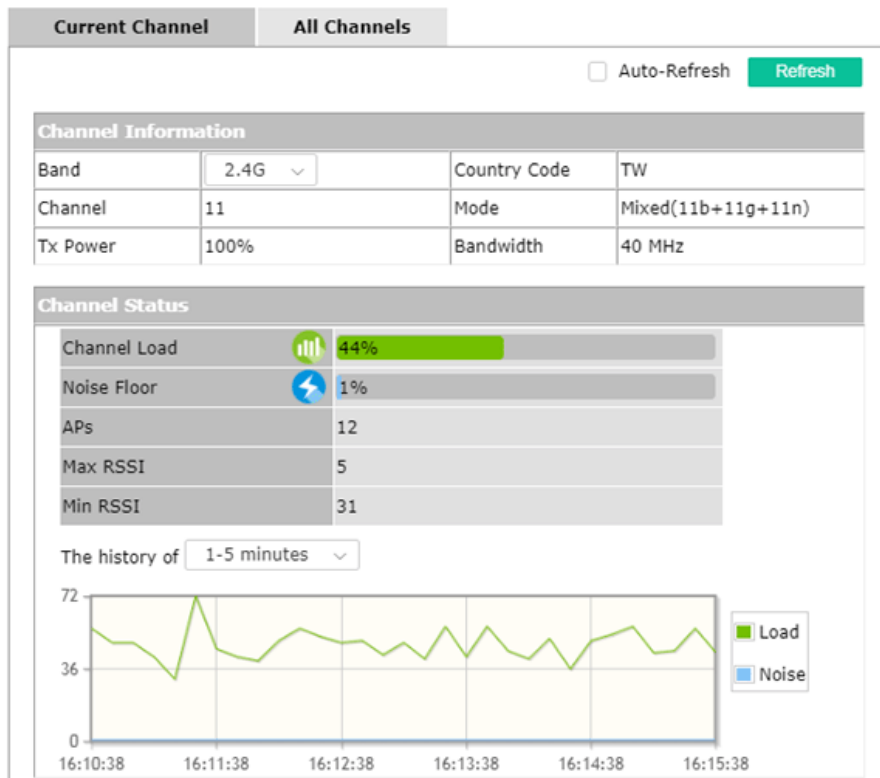 Current Channel All Channels
Auto-Refresh Refresh
Channel Information
Band 2.4G Country Code TW
Channel 11 Mode Mixed(11b+11g+11n)
Tx Power 100% Bandwidth 40 MHz
Channel Status
Channel Load 44%
Noise Floor 1%
APs 12
Max RSSI 5
Min RSSI 31
The history of 1-5 minutes
72
36
0
16:10:38 16:11:38 16:12:38 16:13:38 16:14:38 16:15:38
Load
Noise